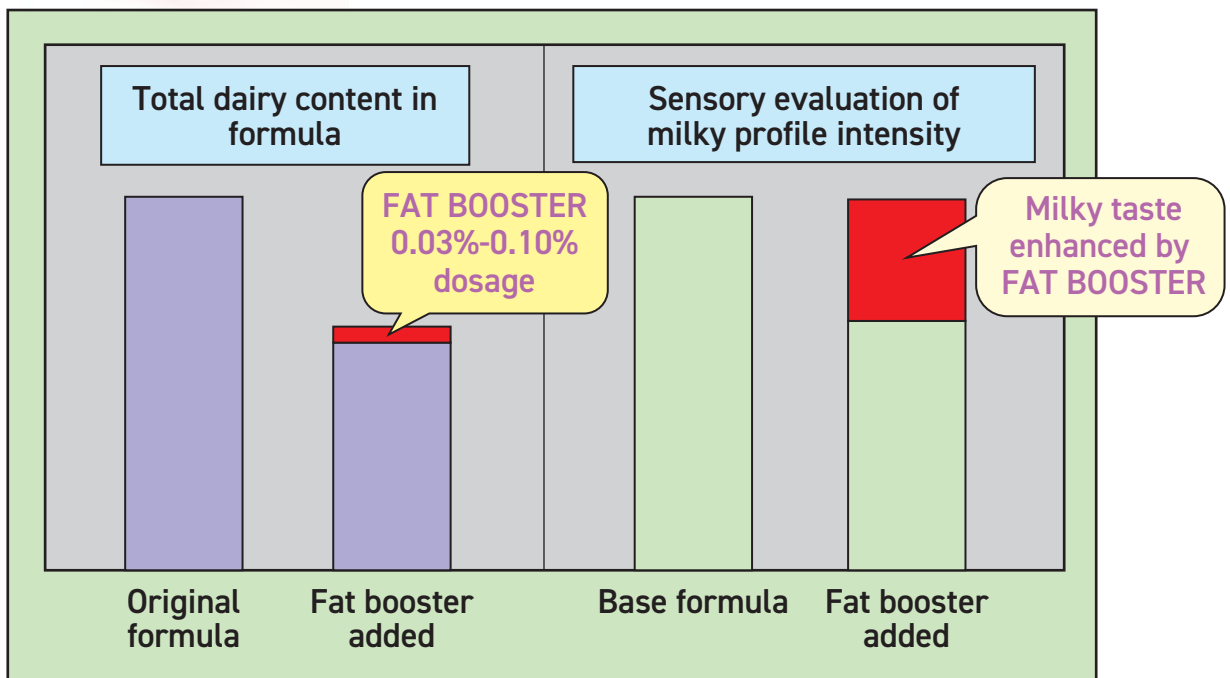 Total dairy content in
formula
Sensory evaluation of
milky profile intensity
FAT BOOSTER
0.03%-0.10%
dosage
Milky taste
enhanced by
FAT BOOSTER
Original
formula
Fat booster
added
Base formula
Fat booster
added